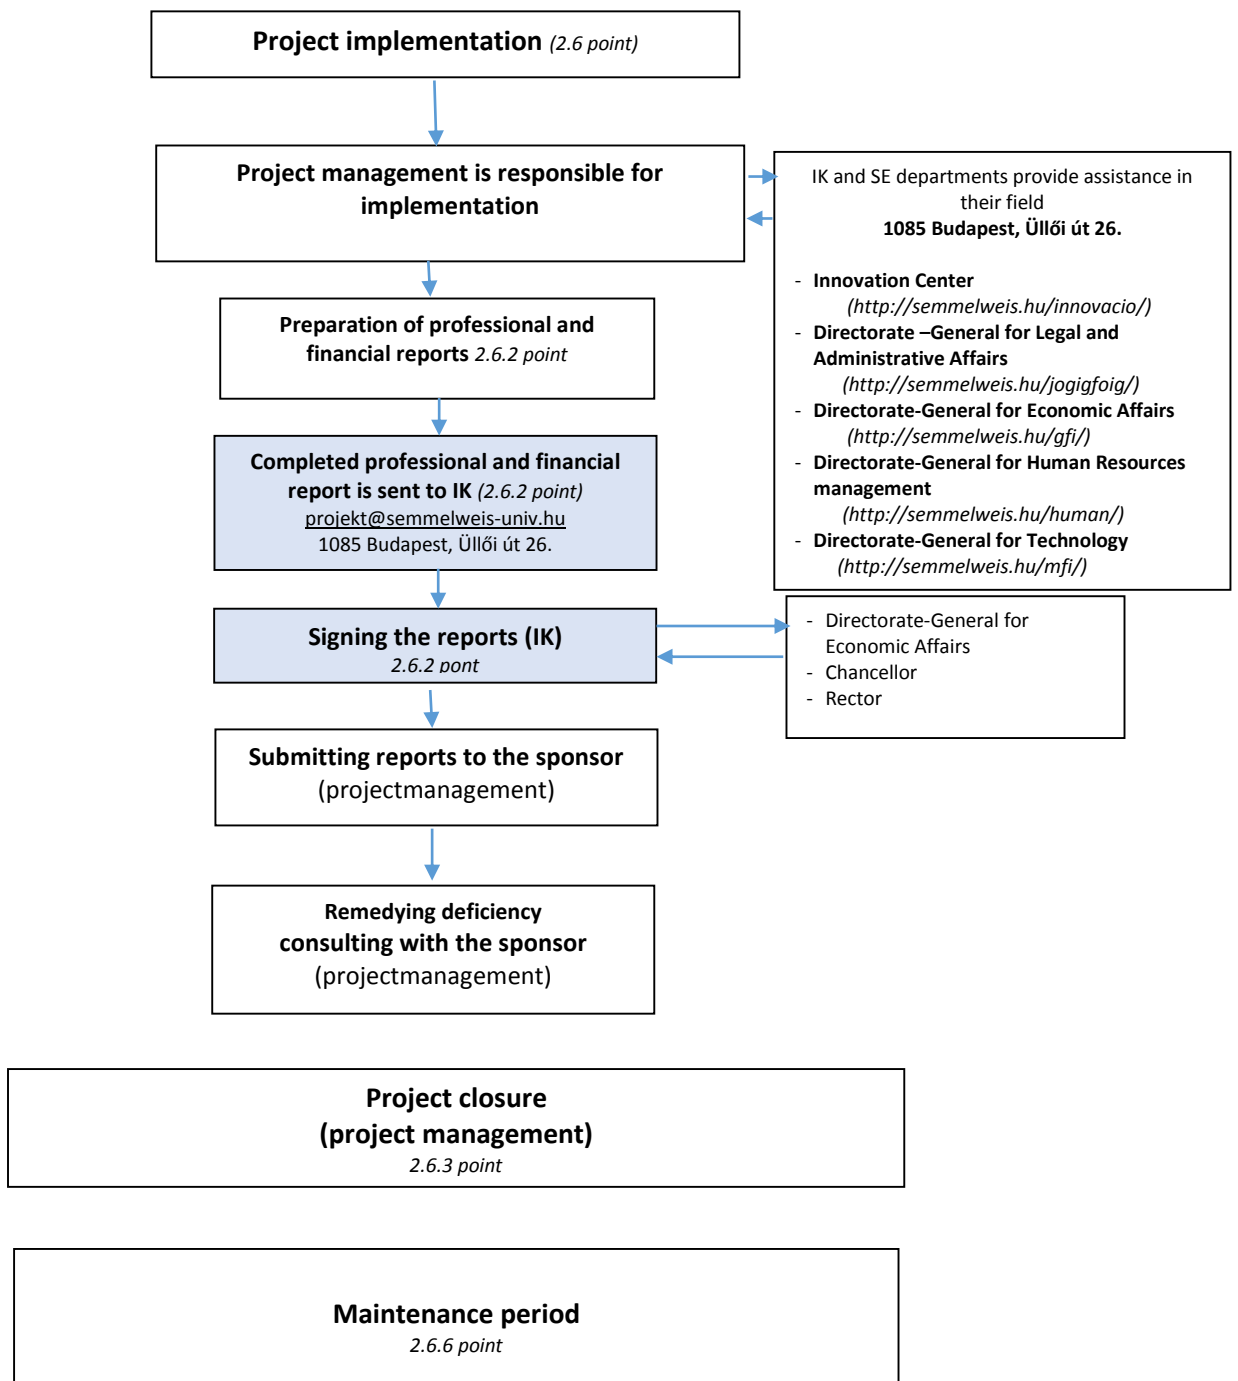 Project implementation (2.6 point)
Project management is responsible for
implementation
IK and SE departments provide assistance in
their field
1085 Budapest, Üllői út 26.
- Innovation Center
(http://semmelweis.hu/innovacio/)
- Directorate –General for Legal and
Administrative Affairs
(http://semmelweis.hu/jogigfoig/)
- Directorate-General for Economic Affairs
(http://semmelweis.hu/gfi/)
- Directorate-General for Human Resources
management
(http://semmelweis.hu/human/)
- Directorate-General for Technology
(http://semmelweis.hu/mfi/)
Preparation of professional and
financial reports 2.6.2 point
Completed professional and financial
report is sent to IK (2.6.2 point)
projekt@semmelweis-univ.hu
1085 Budapest, Üllői út 26.
Signing the reports (IK)
2.6.2 pont
- Directorate-General for
Economic Affairs
- Chancellor
- Rector
Submitting reports to the sponsor
(projectmanagement)
Remedying deficiency
consulting with the sponsor
(projectmanagement)
Project closure
(project management)
2.6.3 point
Maintenance period
2.6.6 point